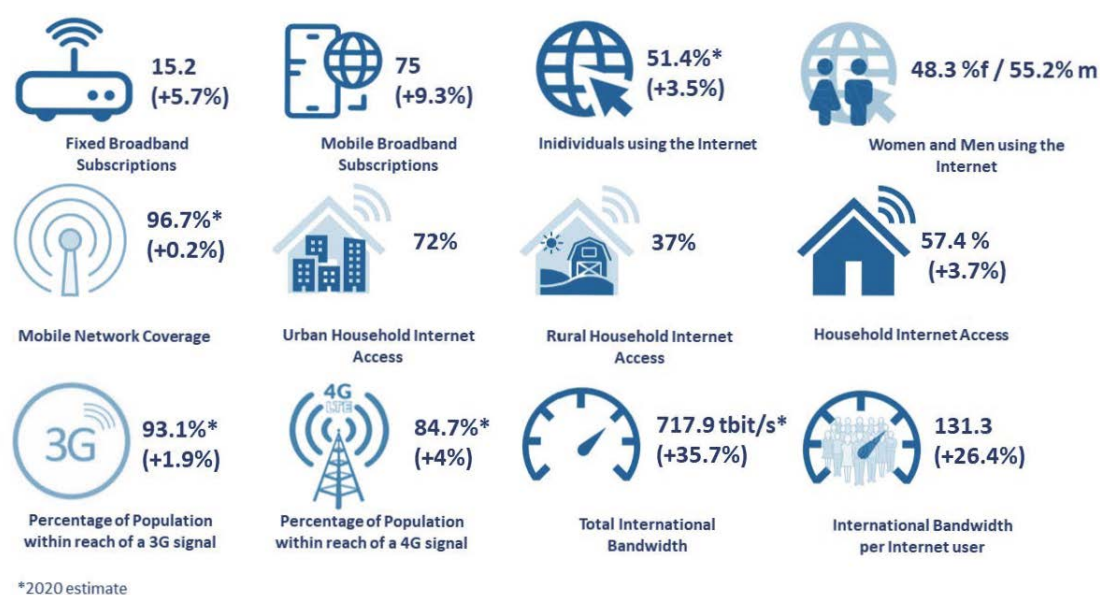 15.2
(+5.7%)
Fixed Broadband
Subscriptions
75
(+9.3%)
Mobile Broadband
Subscriptions
51.4%*
(+3.5%)
Inidividuals using the Internet
48.3 %f / 55.2% m
Women and Men using the
Internet
96.7%*
(+0.2%)
Mobile Network Coverage
72%
Urban Household Internet
Access
37%
Rural Household Internet
Access
57.4 %
(+3.7%)
Household Internet Access
3G
93.1%*
(+1.9%)
Percentage of Population
within reach of a 3G signal
4G
LTE
84.7%*
(+4%)
Percentage of Population
within reach of a 4G signal
717.9 tbit/s*
(+35.7%)
Total International
Bandwidth
131.3
(+26.4%)
International Bandwidth
per Internet user
*2020 estimate